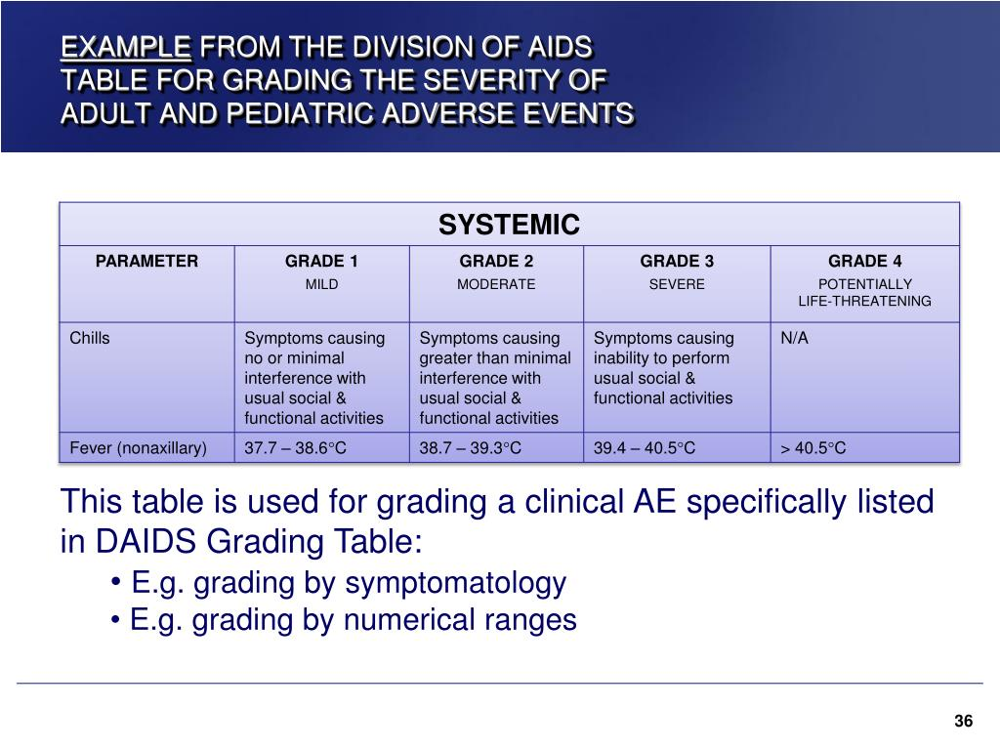 EXAMPLE FROM THE DIVISION OF AIDS
TABLE FOR GRADING THE SEVERITY OF
ADULT AND PEDIATRIC ADVERSE EVENTS
SYSTEMIC
PARAMETER
GRADE 1
MILD
GRADE 2
MODERATE
GRADE 3
SEVERE
GRADE 4
POTENTIALLY
LIFE-THREATENING
Chills
Symptoms causing
no or minimal
interference with
usual social &
functional activities
Symptoms causing
greater than minimal
interference with
usual social &
functional activities
Symptoms causing
inability to perform
usual social &
functional activities
N/A
Fever (nonaxillary)
37.7 – 38.6°C
38.7 – 39.3°C
39.4 – 40.5°C
> 40.5°C
This table is used for grading a clinical AE specifically listed
in DAIDS Grading Table:
• E.g. grading by symptomatology
• E.g. grading by numerical ranges
36